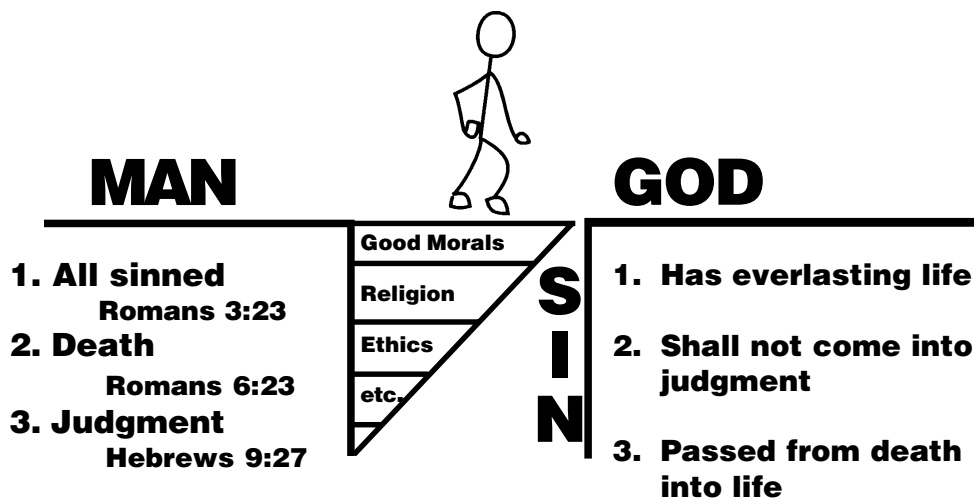 MAN
1. All sinned
Romans 3:23
2. Death
Romans 6:23
3. Judgment
Hebrews 9:27
Good Morals
Religion
Ethics
etc.
S
I
N
GOD
1. Has everlasting life
2. Shall not come into
judgment
3. Passed from death
into life